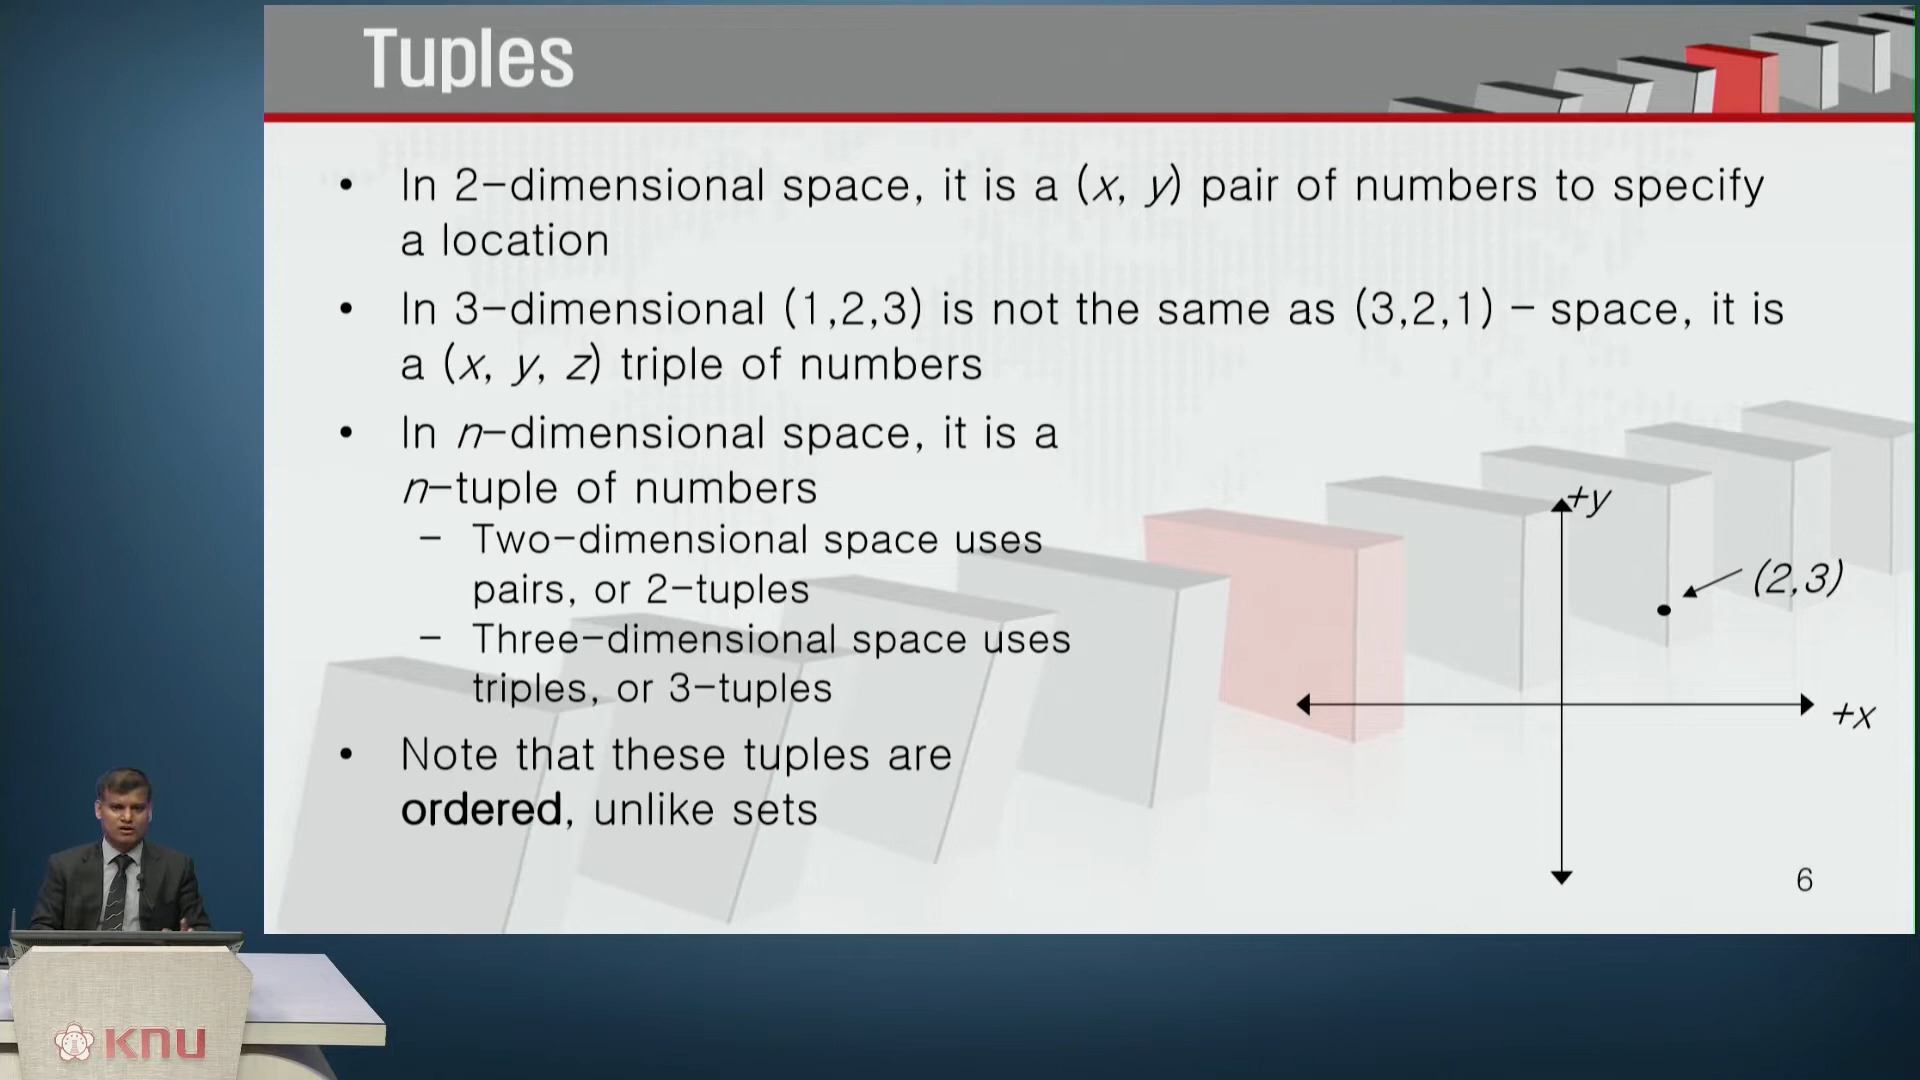 Tuples
• In 2-dimensional space, it is a (x, y) pair of numbers to specify
a location
• In 3-dimensional (1,2,3) is not the same as (3,2,1) - space, it is
a (x, y, z) triple of numbers
• In n-dimensional space, it is a
n-tuple of numbers
- Two-dimensional space uses
pairs, or 2-tuples
- Three-dimensional space uses
triples, or 3-tuples
• Note that these tuples are
ordered, unlike sets
+y
(2,3)
+x
6
KNU